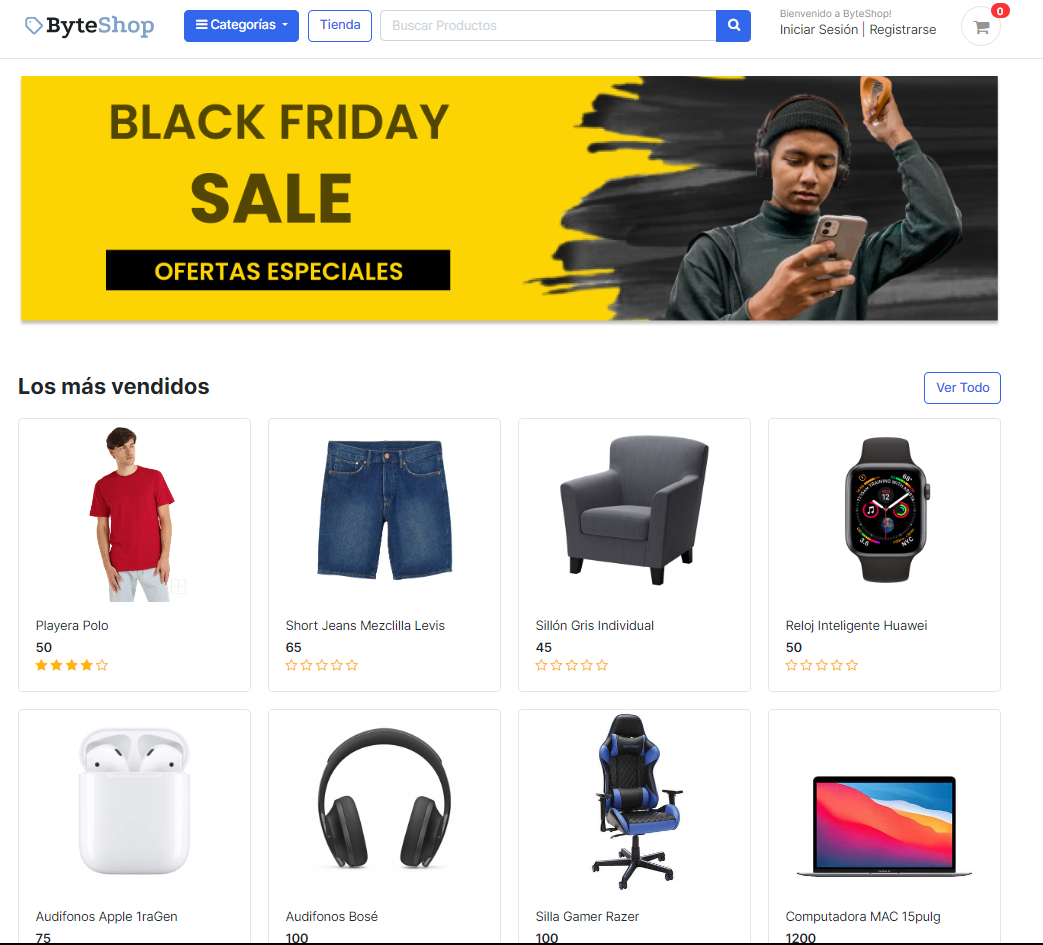 ByteShop
Categorías
Tienda
Buscar Productos
Bienvenido a ByteShop!
Iniciar Sesión | Registrarse
0
BLACK FRIDAY
SALE
OFERTAS ESPECIALES
Los más vendidos
Ver Todo
Playera Polo
50
Short Jeans Mezclilla Levis
65
Sillón Gris Individual
45
Reloj Inteligente Huawei
50
Audifonos Apple 1raGen
75
Audifonos Bosé
100
Silla Gamer Razer
100
Computadora MAC 15pulg
1200